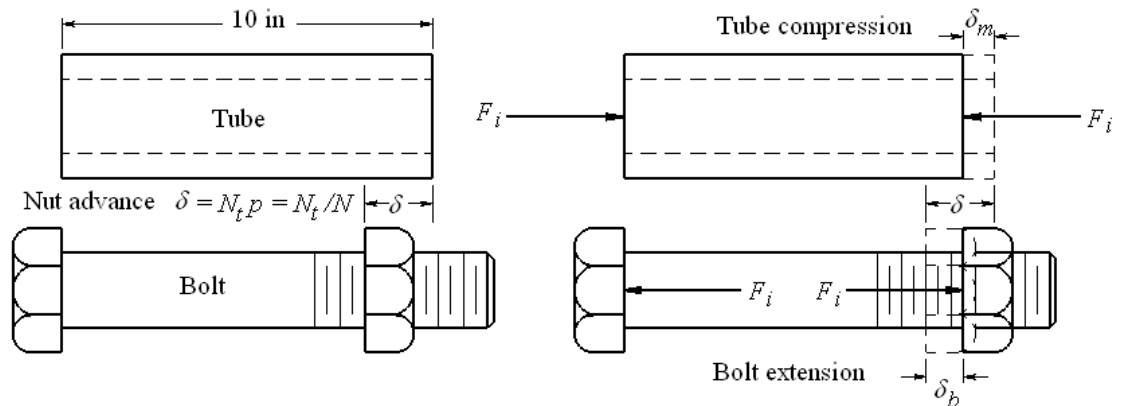 10 in
Tube
Nut advance δ = N_t p = N_t/N
δ
Bolt
Tube compression
δ_m
F_i
F_i
δ
F_i
F_i
Bolt extension
δ_b